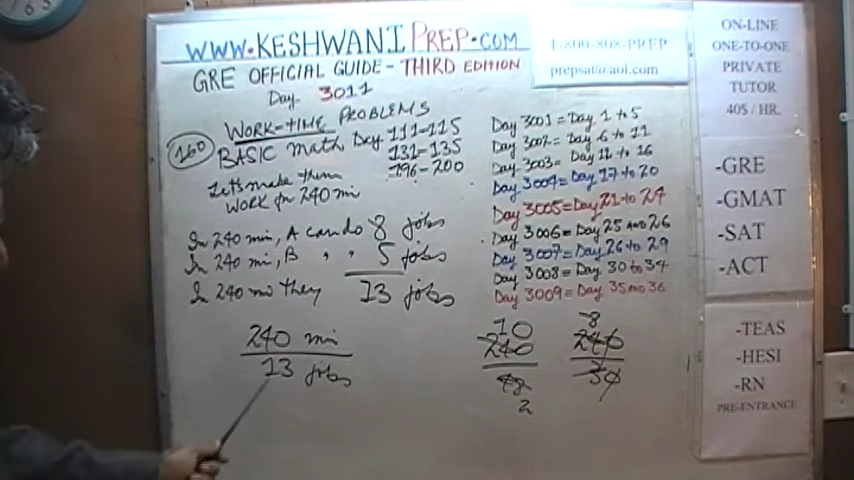 WWW.KESHWANIPREP.COM
1-800-808-PREP
prepsat@aol.com
GRE OFFICIAL GUIDE - THIRD EDITION
Day 3011
160
WORK-TIME PROBLEMS
BASIC math Day 111-115
131-135
196-200
Let's make them
WORK for 240 min
In 240 min, A can do 8 jobs
In 240 min, B " " 5 jobs
In 240 min they 13 jobs
240 min
13 jobs
Day 3001 = Day 1 to 5
Day 3002 = Day 6 to 11
Day 3003 = Day 12 to 16
Day 3004 = Day 17 to 20
Day 3005 = Day 21 to 24
Day 3006 = Day 25 AND 26
Day 3007 = Day 26 to 29
Day 3008 = Day 30 to 34
Day 3009 = Day 35 AND 36
10
240
48
2
8
240
30
ON-LINE
ONE-TO-ONE
PRIVATE
TUTOR
40$ / HR.
-GRE
-GMAT
-SAT
-ACT
-TEAS
-HESI
-RN
PRE-ENTRANCE